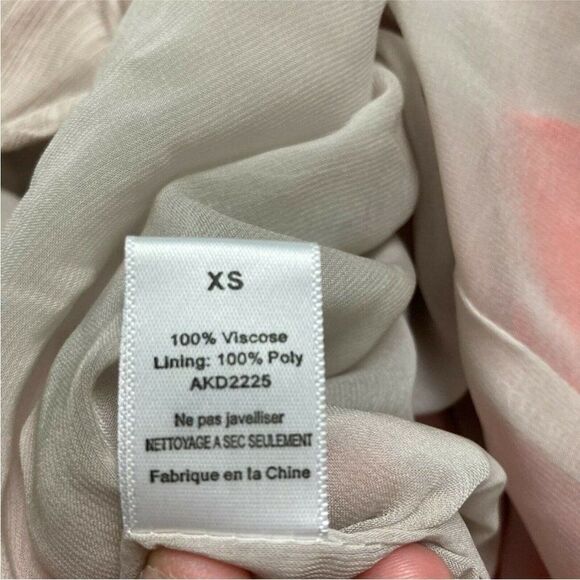 XS
100% Viscose
Lining: 100% Poly
AKD2225
Ne pas javelliser
NETTOYAGE A SEC SEULEMENT
Fabrique en la Chine